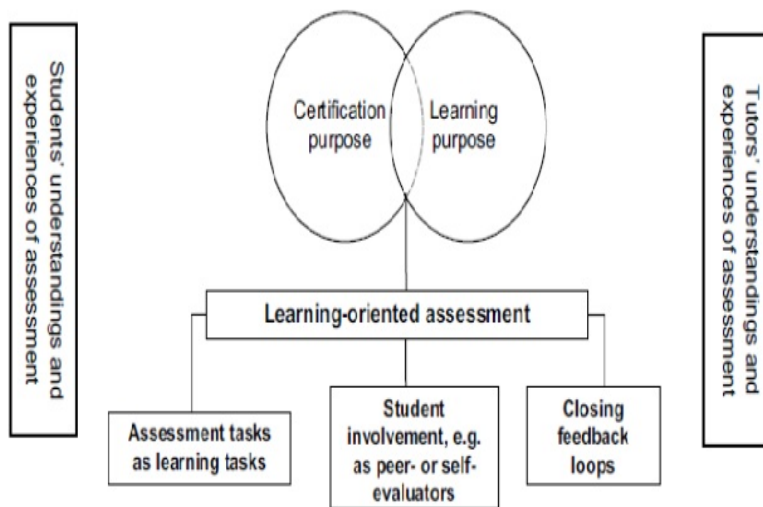 Students' understandings and
experiences of assessment
Certification
purpose
Learning
purpose
Tutors' understandings and
experiences of assessment
Learning-oriented assessment
Assessment tasks
as learning tasks
Student
involvement, e.g.
as peer- or self-
evaluators
Closing
feedback
loops